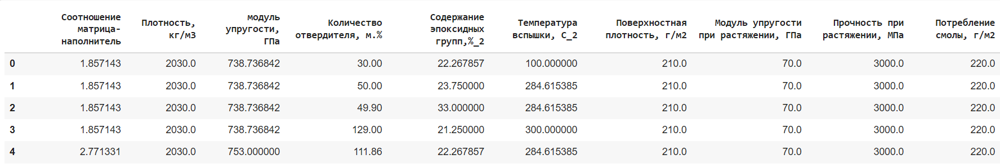 Соотношение матрица-наполнитель Плотность, кг/м3 модуль упругости, ГПа Количество отвердителя, м.% Содержание эпоксидных групп,%_2 Температура вспышки, С_2 Поверхностная плотность, г/м2 Модуль упругости при растяжении, ГПа Прочность при растяжении, МПа Потребление смолы, г/м2
0 1.857143 2030.0 738.736842 30.00 22.267857 100.000000 210.0 70.0 3000.0 220.0
1 1.857143 2030.0 738.736842 50.00 23.750000 284.615385 210.0 70.0 3000.0 220.0
2 1.857143 2030.0 738.736842 49.90 33.000000 284.615385 210.0 70.0 3000.0 220.0
3 1.857143 2030.0 738.736842 129.00 21.250000 300.000000 210.0 70.0 3000.0 220.0
4 2.771331 2030.0 753.000000 111.86 22.267857 284.615385 210.0 70.0 3000.0 220.0